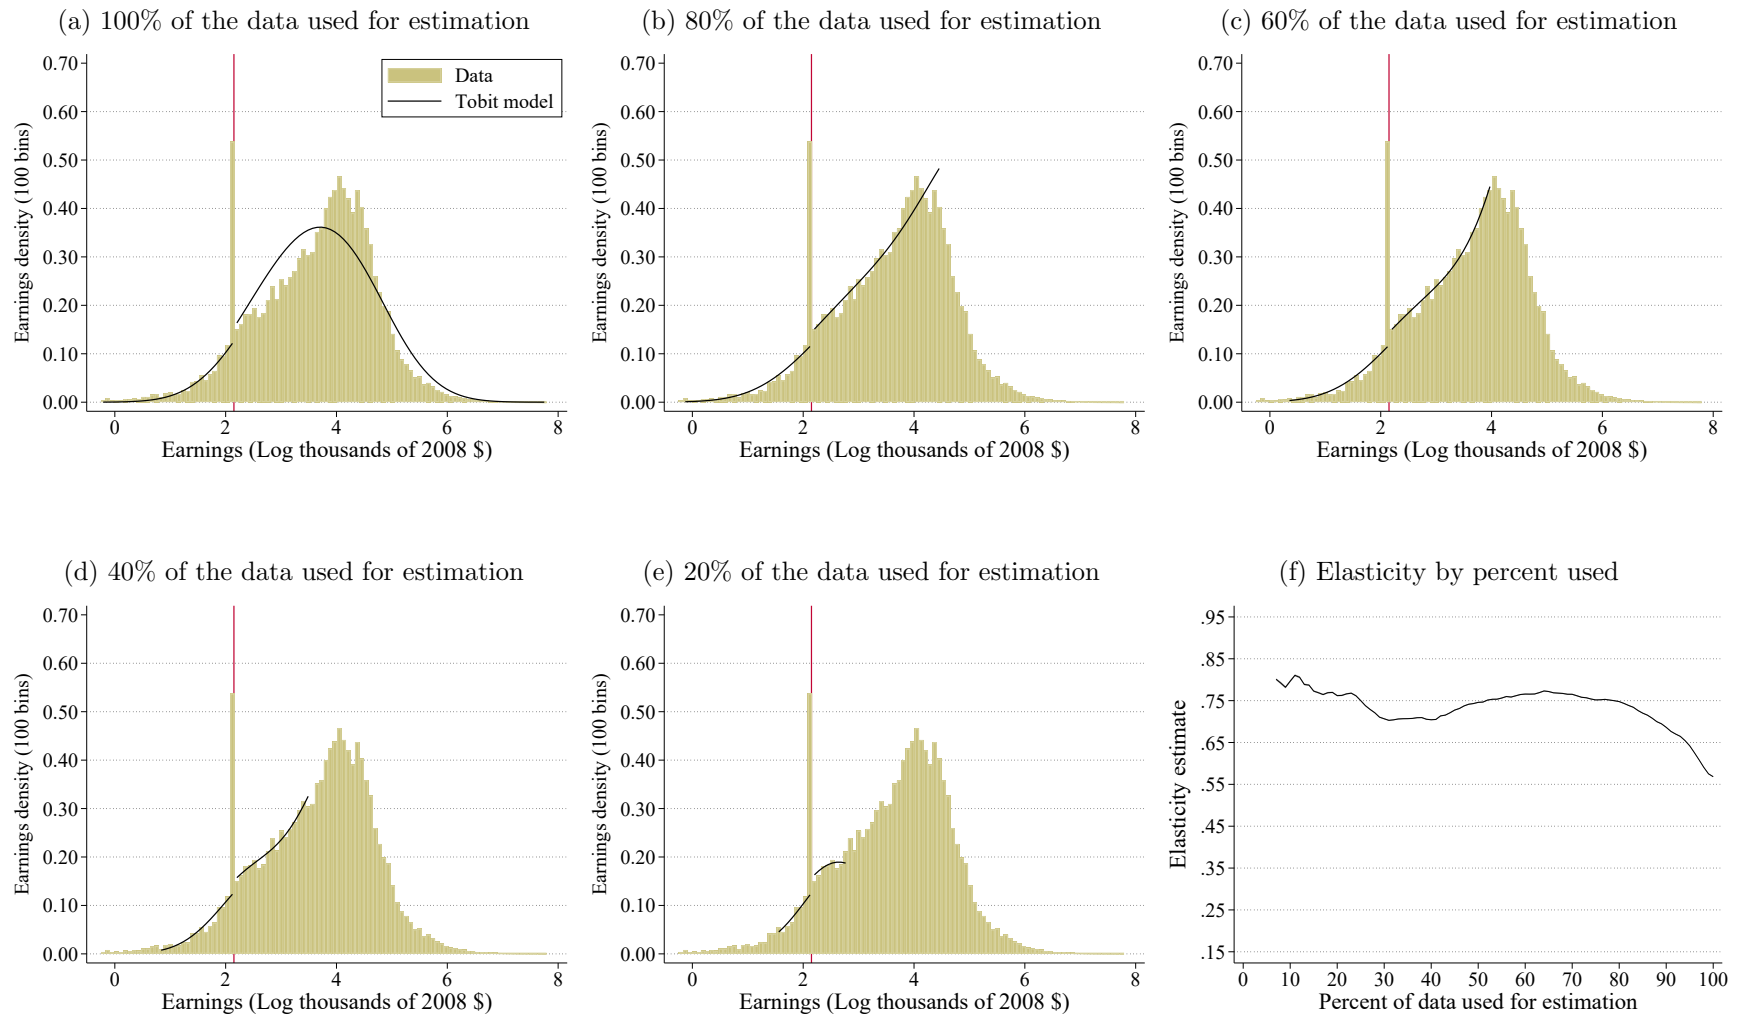 (a) 100% of the data used for estimation
0.70
0.60
0.50
0.40
0.30
0.20
0.10
0.00
Earnings density (100 bins)
Data
Tobit model
0 2 4 6 8
Earnings (Log thousands of 2008 $)
(b) 80% of the data used for estimation
0.70
0.60
0.50
0.40
0.30
0.20
0.10
0.00
Earnings density (100 bins)
0 2 4 6 8
Earnings (Log thousands of 2008 $)
(c) 60% of the data used for estimation
0.70
0.60
0.50
0.40
0.30
0.20
0.10
0.00
Earnings density (100 bins)
0 2 4 6 8
Earnings (Log thousands of 2008 $)
(d) 40% of the data used for estimation
0.70
0.60
0.50
0.40
0.30
0.20
0.10
0.00
Earnings density (100 bins)
0 2 4 6 8
Earnings (Log thousands of 2008 $)
(e) 20% of the data used for estimation
0.70
0.60
0.50
0.40
0.30
0.20
0.10
0.00
Earnings density (100 bins)
0 2 4 6 8
Earnings (Log thousands of 2008 $)
(f) Elasticity by percent used
.95
.85
.75
.65
.55
.45
.35
.25
.15
Elasticity estimate
0 10 20 30 40 50 60 70 80 90 100
Percent of data used for estimation